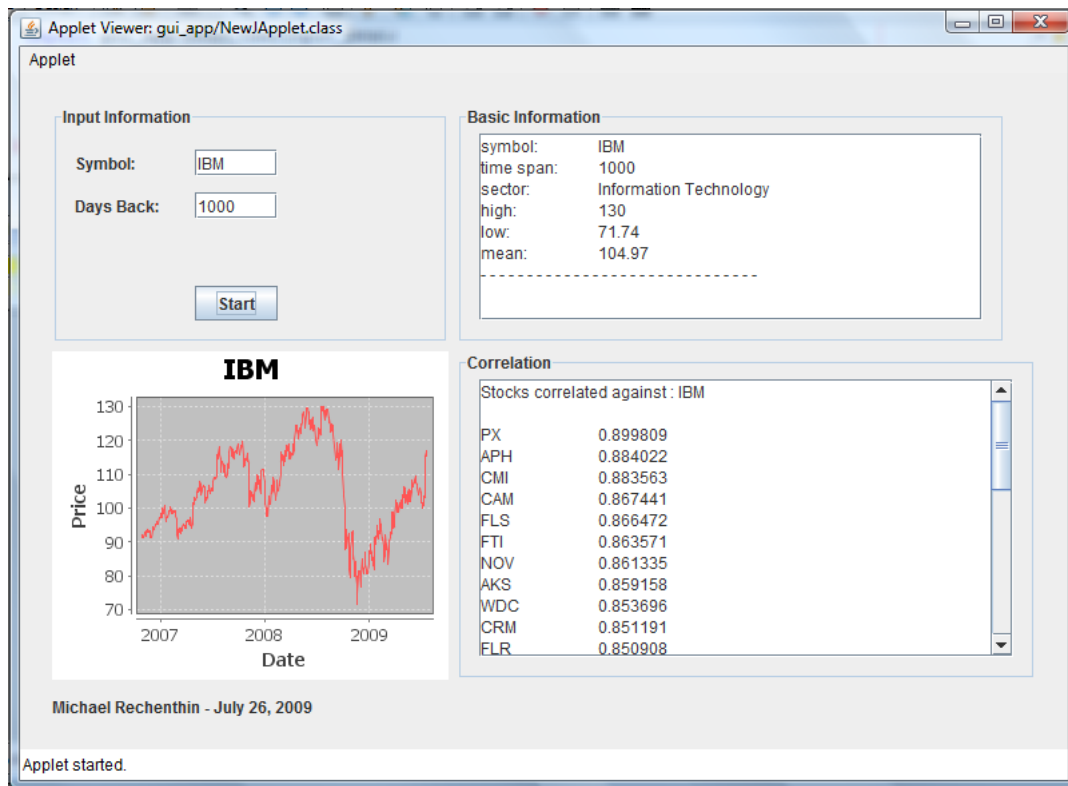 Applet Viewer: gui_app/NewJApplet.class
Applet
Input Information
Symbol: IBM
Days Back: 1000
Start
Basic Information
symbol: IBM
time span: 1000
sector: Information Technology
high: 130
low: 71.74
mean: 104.97
- - - - - - - - - - - - - - - - - - - - - - - - - - - - - -
IBM
130
120
110
100
90
80
70
Price
2007 2008 2009
Date
Correlation
Stocks correlated against : IBM
PX 0.899809
APH 0.884022
CMI 0.883563
CAM 0.867441
FLS 0.866472
FTI 0.863571
NOV 0.861335
AKS 0.859158
WDC 0.853696
CRM 0.851191
FLR 0.850908
Michael Rechenthin - July 26, 2009
Applet started.